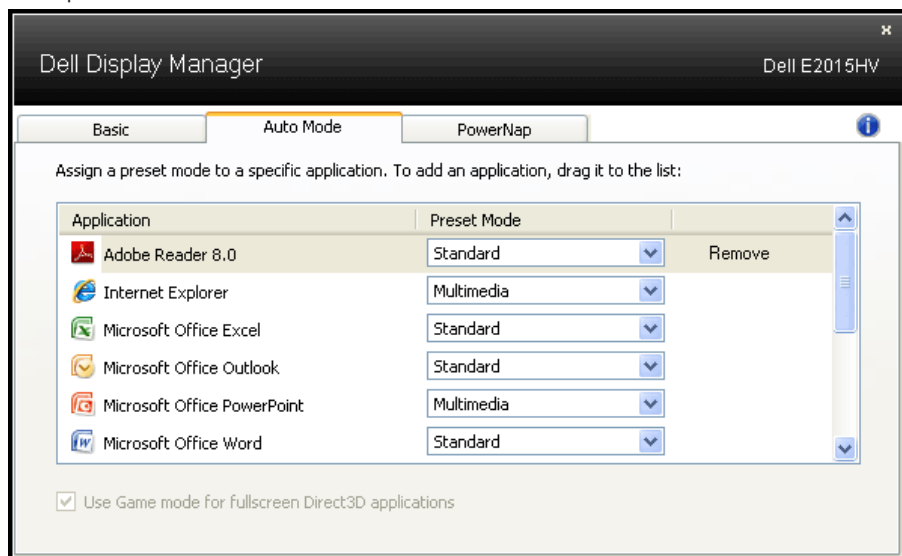 Dell Display Manager
Dell E2015HV
Basic
Auto Mode
PowerNap
Assign a preset mode to a specific application. To add an application, drag it to the list:
Application Preset Mode
Adobe Reader 8.0 Standard Remove
Internet Explorer Multimedia
Microsoft Office Excel Standard
Microsoft Office Outlook Standard
Microsoft Office PowerPoint Multimedia
Microsoft Office Word Standard
Use Game mode for fullscreen Direct3D applications